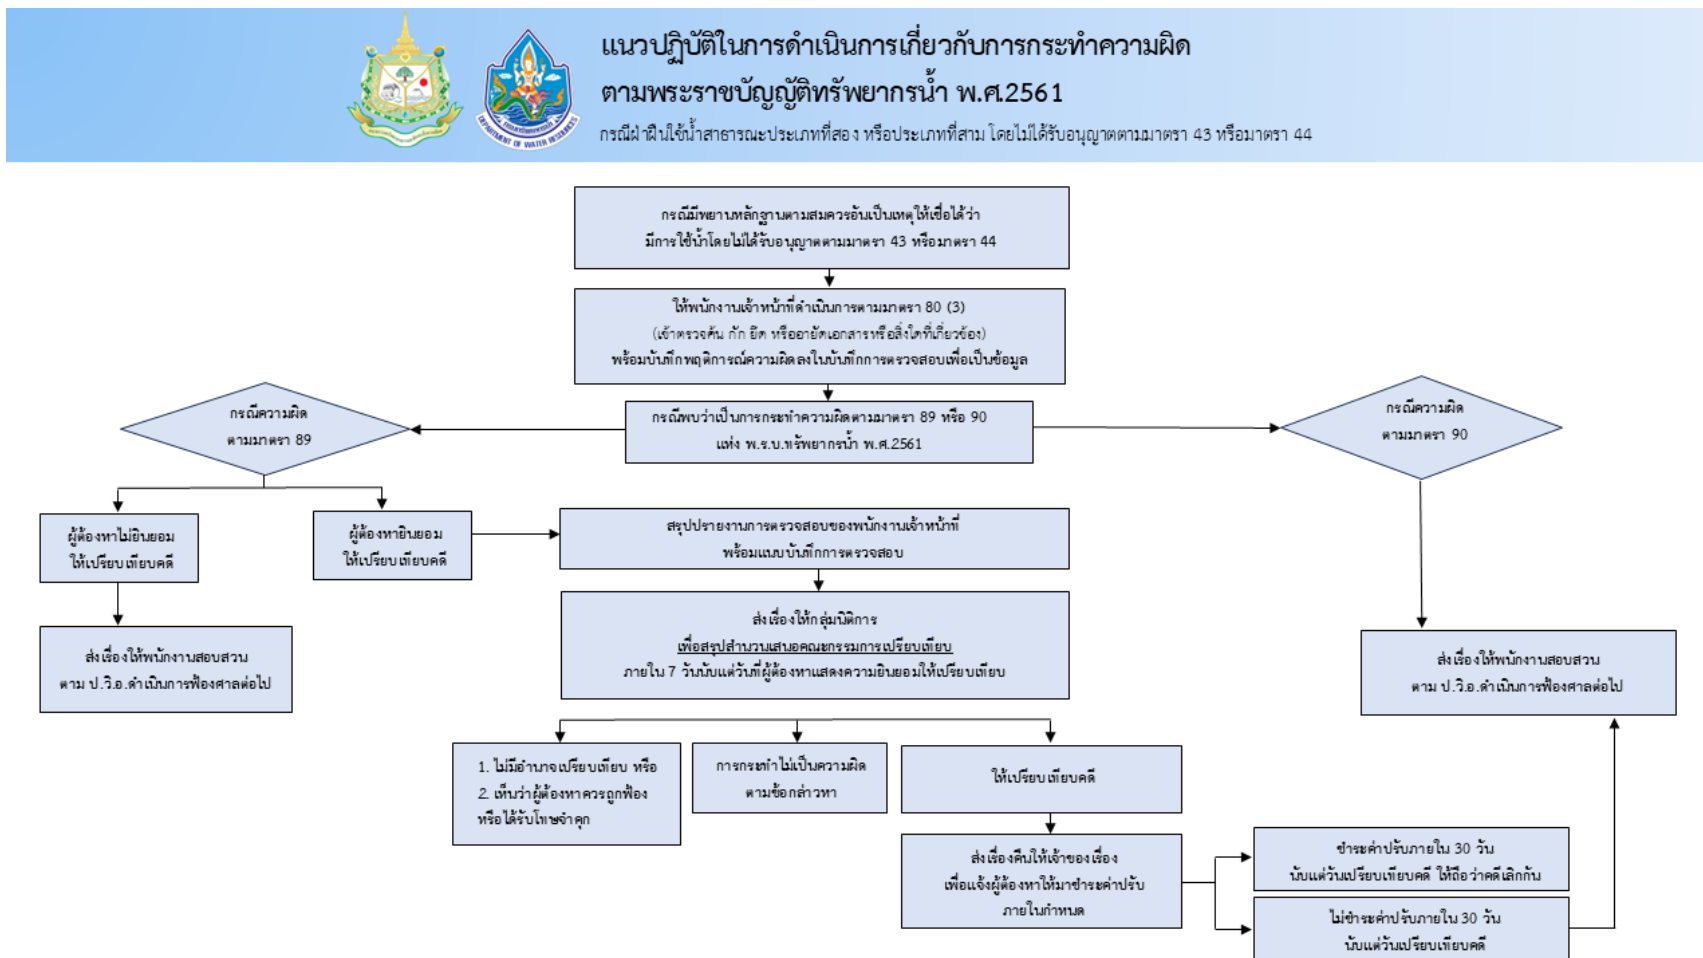 แนวปฏิบัติในการดำเนินการเกี่ยวกับการกระทำความผิด
ตามพระราชบัญญัติทรัพยากรน้ำ พ.ศ.2561
กรณีฝ่าฝืนใช้น้ำสาธารณะประเภทที่สอง หรือประเภทที่สาม โดยไม่ได้รับอนุญาตตามมาตรา 43 หรือมาตรา 44
DEPARTMENT OF WATER RESOURCES
กรณีมีพยานหลักฐานตามสมควรอันเป็นเหตุให้เชื่อได้ว่า
มีการใช้น้ำโดยไม่ได้รับอนุญาตตามมาตรา 43 หรือมาตรา 44
ให้พนักงานเจ้าหน้าที่ดำเนินการตามมาตรา 80 (3)
(เข้าตรวจค้น กัก ยึด หรืออายัดเอกสารหรือสิ่งใดที่เกี่ยวข้อง)
พร้อมบันทึกพฤติการณ์ความผิดลงในบันทึกการตรวจสอบเพื่อเป็นข้อมูล
กรณีความผิด
ตามมาตรา 89
กรณีพบว่าเป็นการกระทำความผิดตามมาตรา 89 หรือ 90
แห่ง พ.ร.บ.ทรัพยากรน้ำ พ.ศ.2561
กรณีความผิด
ตามมาตรา 90
ผู้ต้องหาไม่ยินยอม
ให้เปรียบเทียบคดี
ผู้ต้องหายินยอม
ให้เปรียบเทียบคดี
สรุปรายงานการตรวจสอบของพนักงานเจ้าหน้าที่
พร้อมแนบบันทึกการตรวจสอบ
ส่งเรื่องให้พนักงานสอบสวน
ตาม ป.วิ.อ.ดำเนินการฟ้องศาลต่อไป
ส่งเรื่องให้กลุ่มนิติการ
เพื่อสรุปสำนวนเสนอคณะกรรมการเปรียบเทียบ
ภายใน 7 วันนับแต่วันที่ผู้ต้องหาแสดงความยินยอมให้เปรียบเทียบ
ส่งเรื่องให้พนักงานสอบสวน
ตาม ป.วิ.อ.ดำเนินการฟ้องศาลต่อไป
1. ไม่มีอำนาจเปรียบเทียบ หรือ
2. เห็นว่าผู้ต้องหาควรถูกฟ้อง
หรือได้รับโทษจำคุก
การกระทำไม่เป็นความผิด
ตามข้อกล่าวหา
ให้เปรียบเทียบคดี
ส่งเรื่องคืนให้เจ้าของเรื่อง
เพื่อแจ้งผู้ต้องหาให้มาชำระค่าปรับ
ภายในกำหนด
ชำระค่าปรับภายใน 30 วัน
นับแต่วันเปรียบเทียบคดี ให้ถือว่าคดีเลิกกัน
ไม่ชำระค่าปรับภายใน 30 วัน
นับแต่วันเปรียบเทียบคดี